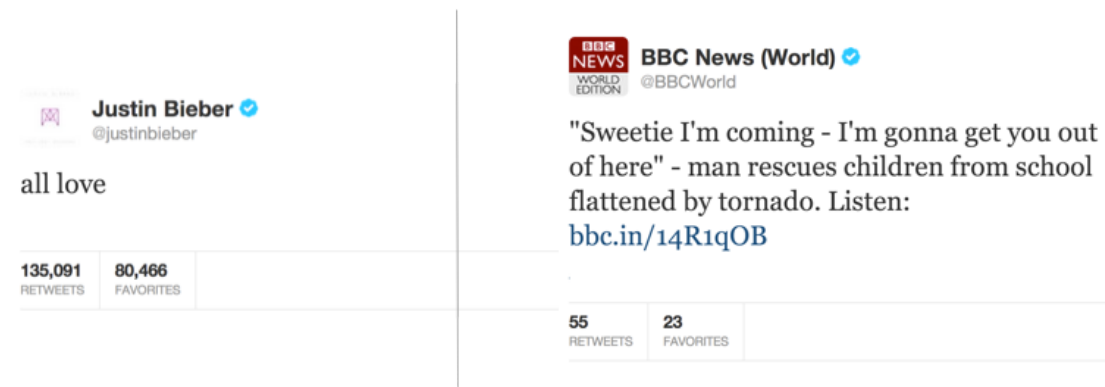 Justin Bieber
@justinbieber
all love
135,091 80,466
RETWEETS FAVORITES
BBC
NEWS
WORLD
EDITION
BBC News (World)
@BBCWorld
"Sweetie I'm coming - I'm gonna get you out
of here" - man rescues children from school
flattened by tornado. Listen:
bbc.in/14R1qOB
55 23
RETWEETS FAVORITES